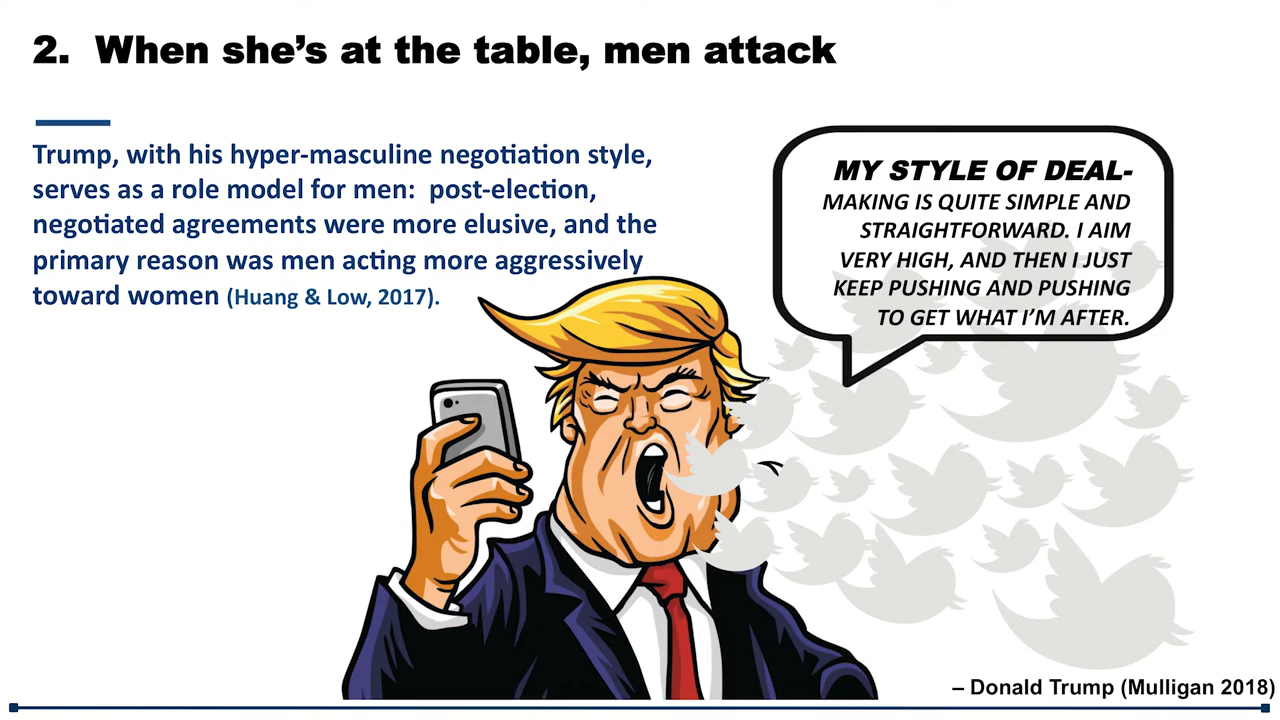 2. When she’s at the table, men attack
Trump, with his hyper-masculine negotiation style,
serves as a role model for men: post-election,
negotiated agreements were more elusive, and the
primary reason was men acting more aggressively
toward women (Huang & Low, 2017).
MY STYLE OF DEAL-
MAKING IS QUITE SIMPLE AND
STRAIGHTFORWARD. I AIM
VERY HIGH, AND THEN I JUST
KEEP PUSHING AND PUSHING
TO GET WHAT I’M AFTER.
– Donald Trump (Mulligan 2018)